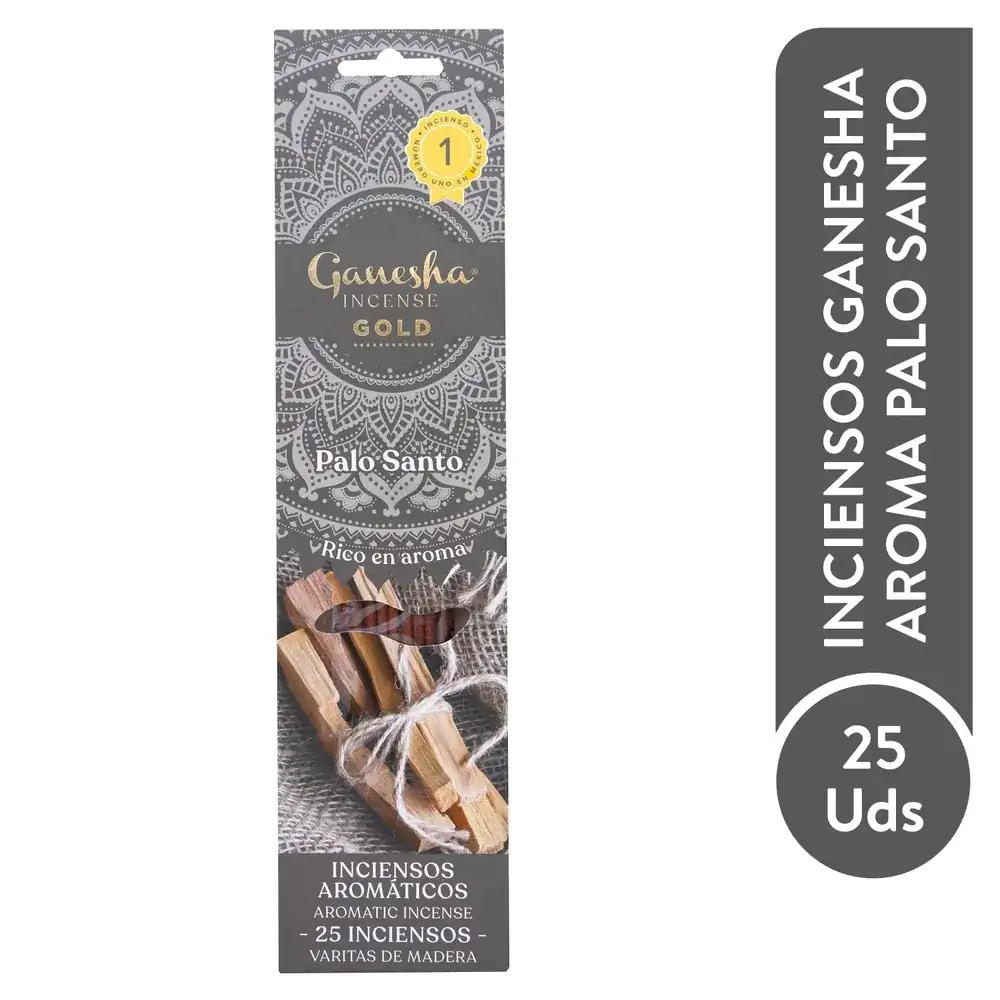 INCIENSO
1
NÚMERO UNO EN MÉXICO
Ganesha®
INCENSE
GOLD
Palo Santo
Rico en aroma
INCIENSOS
AROMÁTICOS
AROMATIC INCENSE
- 25 INCIENSOS -
VARITAS DE MADERA
INCIENSOS GANESHA
AROMA PALO SANTO
25
Uds